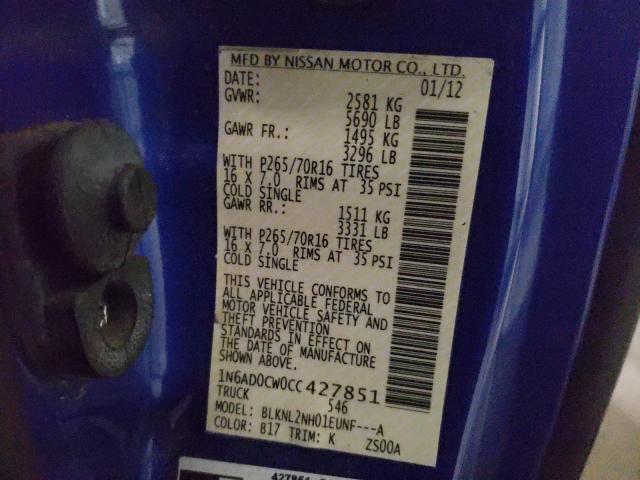 MFD BY NISSAN MOTOR CO., LTD.
DATE: 01/12
GVWR: 2581 KG
5690 LB
GAWR FR.: 1495 KG
3296 LB
WITH P265/70R16 TIRES
16 X 7.0 RIMS AT 35 PSI
COLD SINGLE
GAWR RR.: 1511 KG
3331 LB
WITH P265/70R16 TIRES
16 X 7.0 RIMS AT 35 PSI
COLD SINGLE
THIS VEHICLE CONFORMS TO
ALL APPLICABLE FEDERAL
MOTOR VEHICLE SAFETY AND
THEFT PREVENTION
STANDARDS IN EFFECT ON
THE DATE OF MANUFACTURE
SHOWN ABOVE.
1N6AD0CW0CC427851
TRUCK 546
MODEL: BLKNL2NH01EUNF---A
COLOR: B17 TRIM: K ZS00A
427851